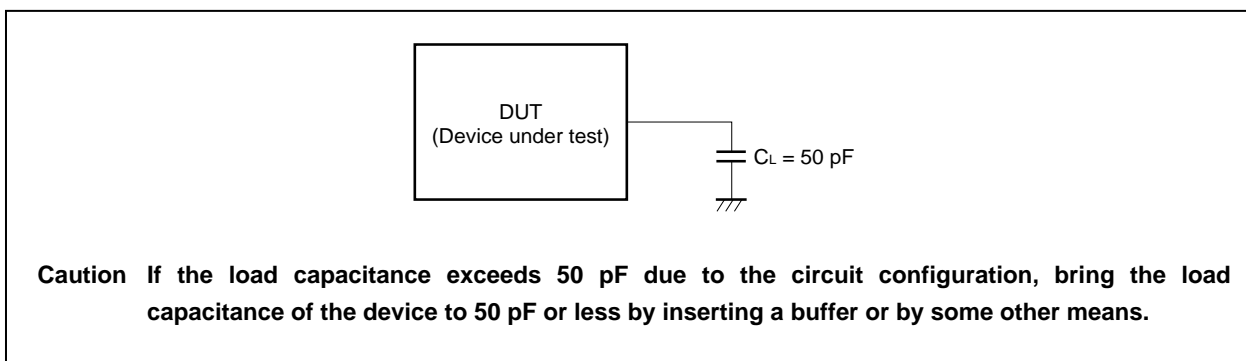 DUT
(Device under test)
CL = 50 pF
Caution If the load capacitance exceeds 50 pF due to the circuit configuration, bring the load
capacitance of the device to 50 pF or less by inserting a buffer or by some other means.